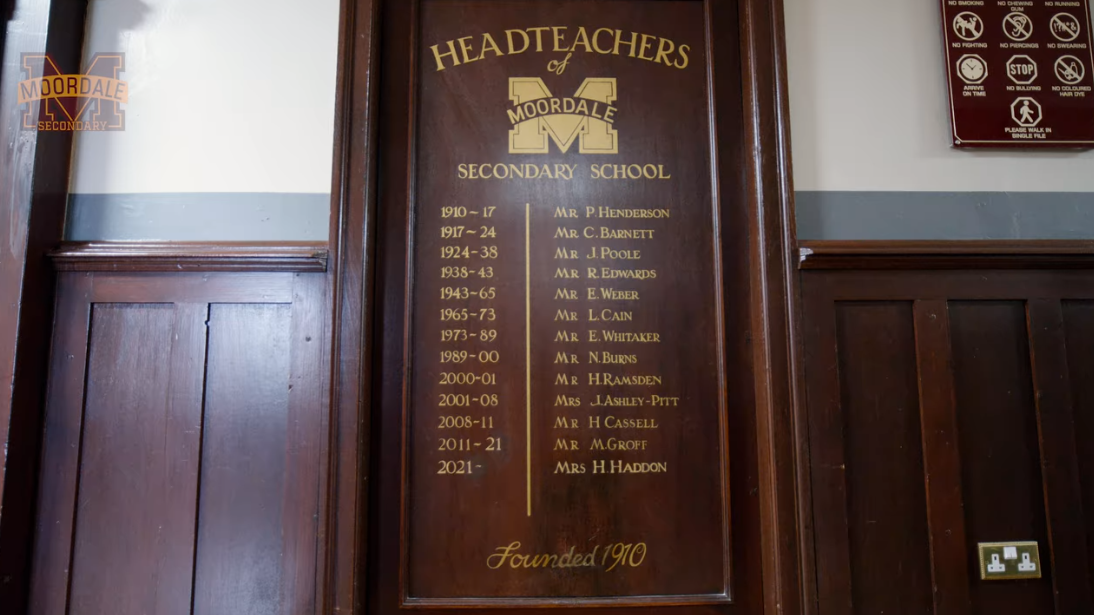 MOORDALE
SECONDARY
HEADTEACHERS
of
MOORDALE
SECONDARY SCHOOL
1910~17 MR P. HENDERSON
1917~24 MR C. BARNETT
1924-38 MR J. POOLE
1938-43 MR R. EDWARDS
1943-65 MR E. WEBER
1965-73 MR L. CAIN
1973-89 MR E. WHITAKER
1989-00 MR N. BURNS
2000-01 MR H. RAMSDEN
2001-08 MRS J. ASHLEY-PITT
2008-11 MR H CASSELL
2011-21 MR M. GROFF
2021- MRS H. HADDON
Founded 1910
NO SMOKING NO CHEWING GUM NO RUNNING
NO FIGHTING NO PIERCINGS NO SWEARING
STOP
ARRIVE ON TIME NO BULLYING NO COLOURED HAIR DYE
PLEASE WALK IN
SINGLE FILE